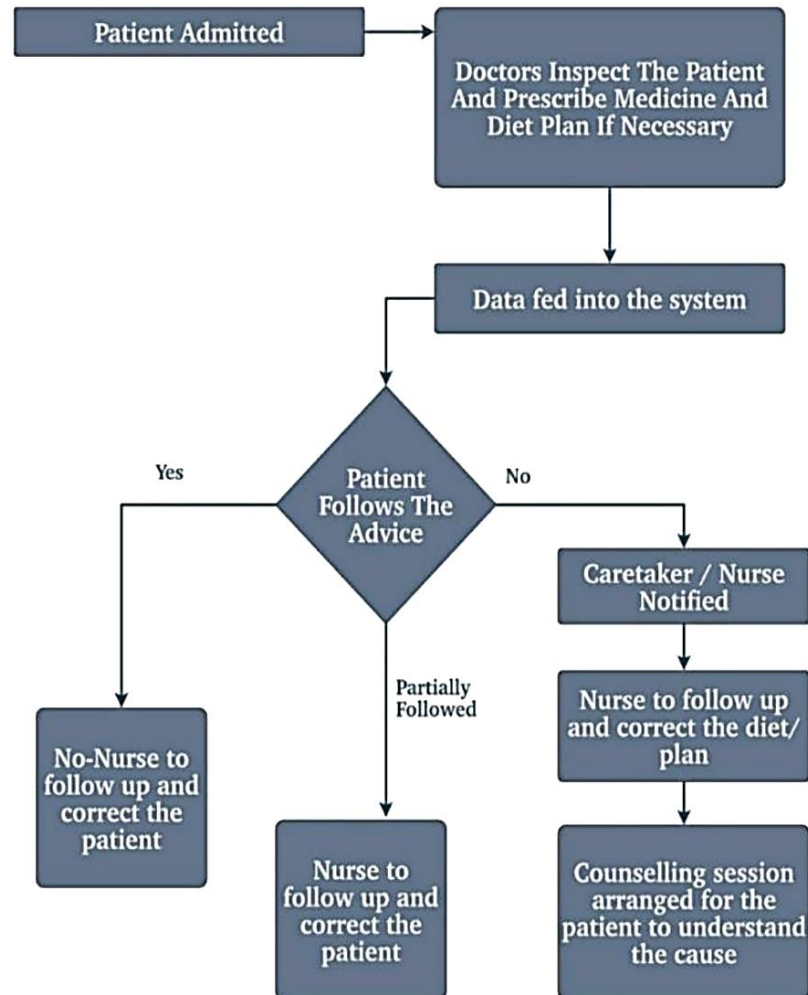 Patient Admitted
Doctors Inspect The Patient
And Prescribe Medicine And
Diet Plan If Necessary
Data fed into the system
Patient
Follows The
Advice
Yes
No
Partially
Followed
Caretaker / Nurse
Notified
Nurse to follow up
and correct the diet/
plan
Counselling session
arranged for the
patient to understand
the cause
No-Nurse to
follow up and
correct the
patient
Nurse to
follow up and
correct the
patient